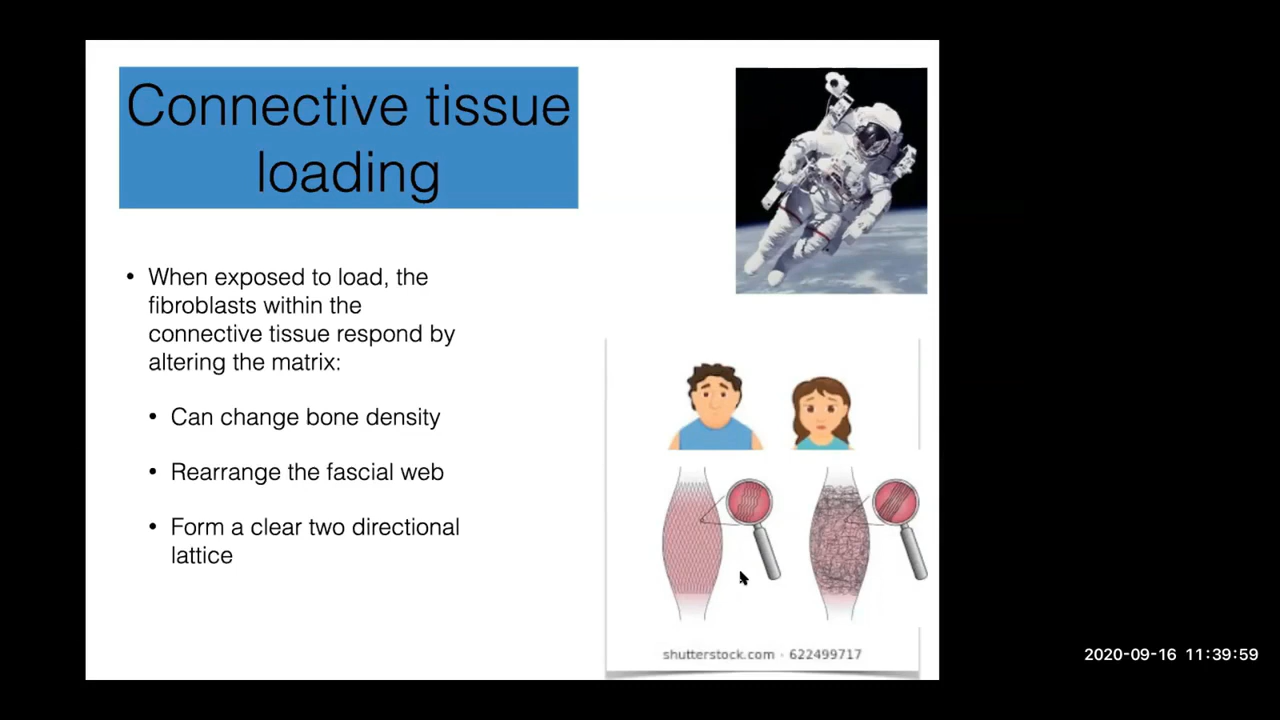 Connective tissue
loading
• When exposed to load, the
fibroblasts within the
connective tissue respond by
altering the matrix:
• Can change bone density
• Rearrange the fascial web
• Form a clear two directional
lattice
shutterstock.com · 622499717
2020-09-16 11:39:59